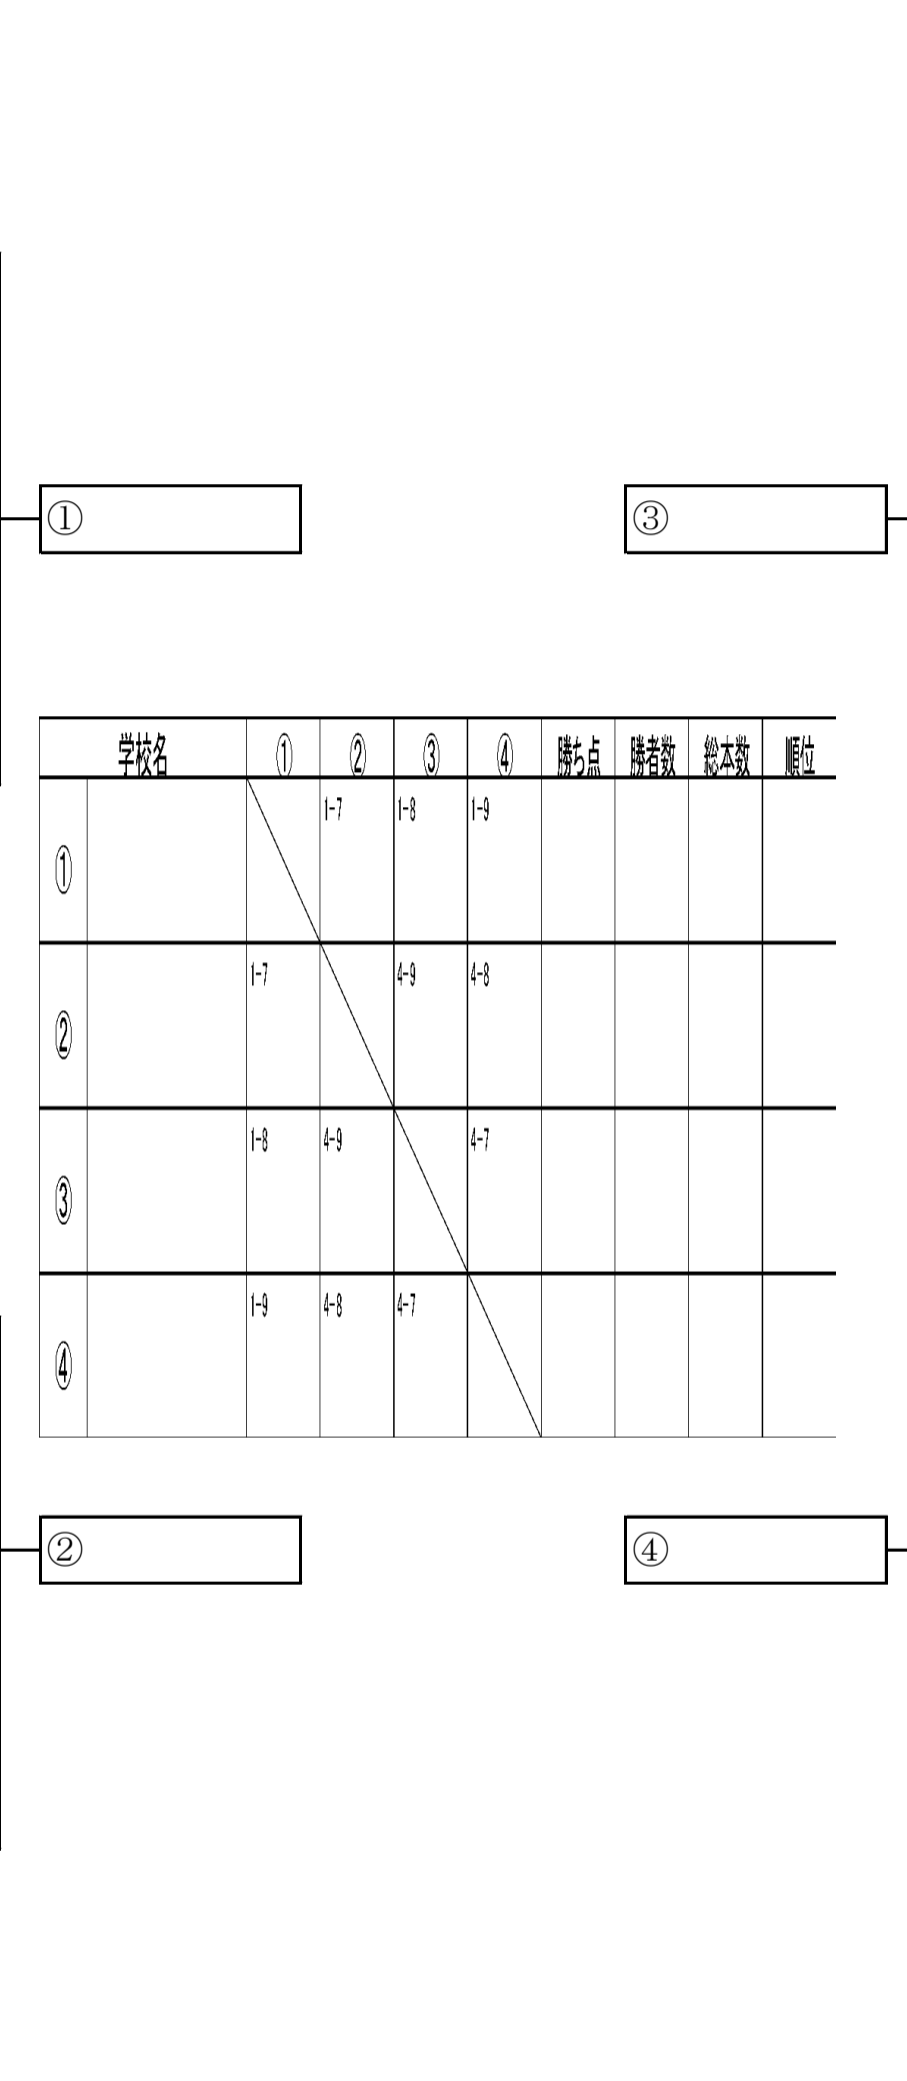 ① ③
学校名 ① ② ③ ④ 勝ち点 勝者数 総本数 順位
① 1-7 1-8 1-9
② 1-7 4-9 4-8
③ 1-8 4-9 4-7
④ 1-9 4-8 4-7
② ④